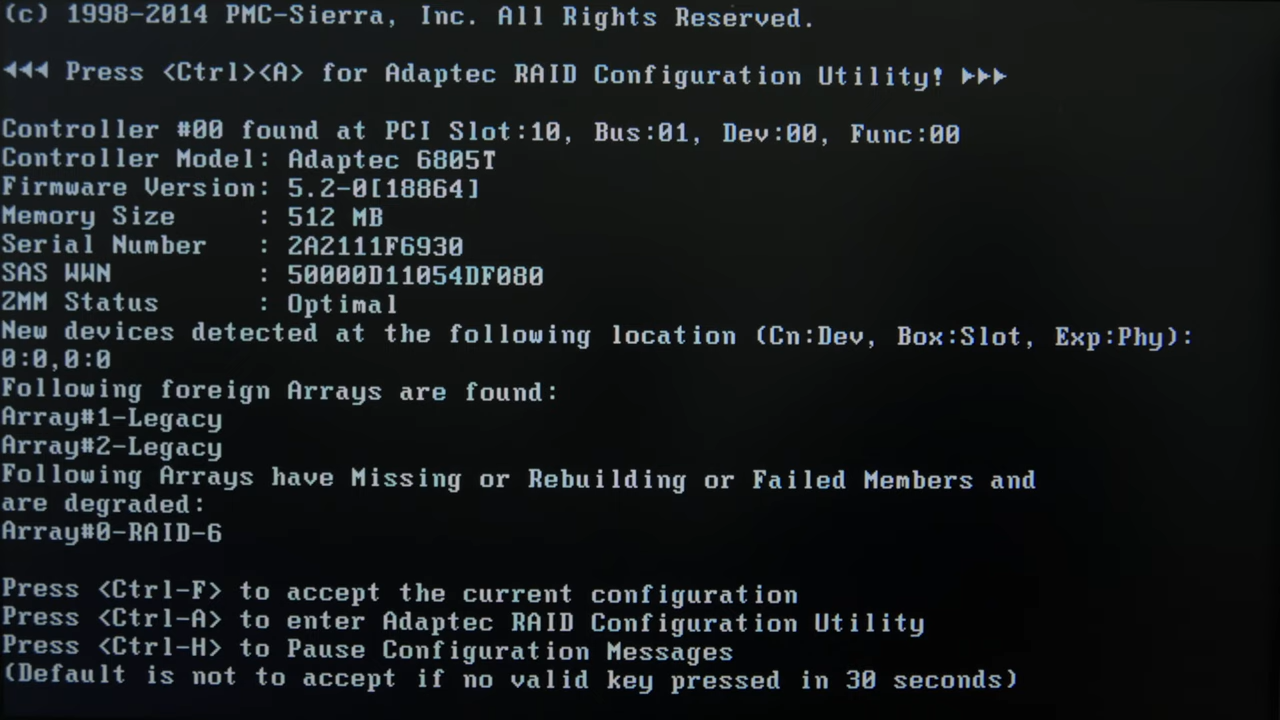 (c) 1998-2014 PMC-Sierra, Inc. All Rights Reserved.
◄◄◄ Press <Ctrl><A> for Adaptec RAID Configuration Utility! ►►►
Controller #00 found at PCI Slot:10, Bus:01, Dev:00, Func:00
Controller Model: Adaptec 6805T
Firmware Version: 5.2-0[18864]
Memory Size : 512 MB
Serial Number : 2A2111F6930
SAS WWN : 50000D11054DF080
ZMM Status : Optimal
New devices detected at the following location (Cn:Dev, Box:Slot, Exp:Phy):
0:0,0:0
Following foreign Arrays are found:
Array#1-Legacy
Array#2-Legacy
Following Arrays have Missing or Rebuilding or Failed Members and
are degraded:
Array#0-RAID-6
Press <Ctrl-F> to accept the current configuration
Press <Ctrl-A> to enter Adaptec RAID Configuration Utility
Press <Ctrl-H> to Pause Configuration Messages
(Default is not to accept if no valid key pressed in 30 seconds)